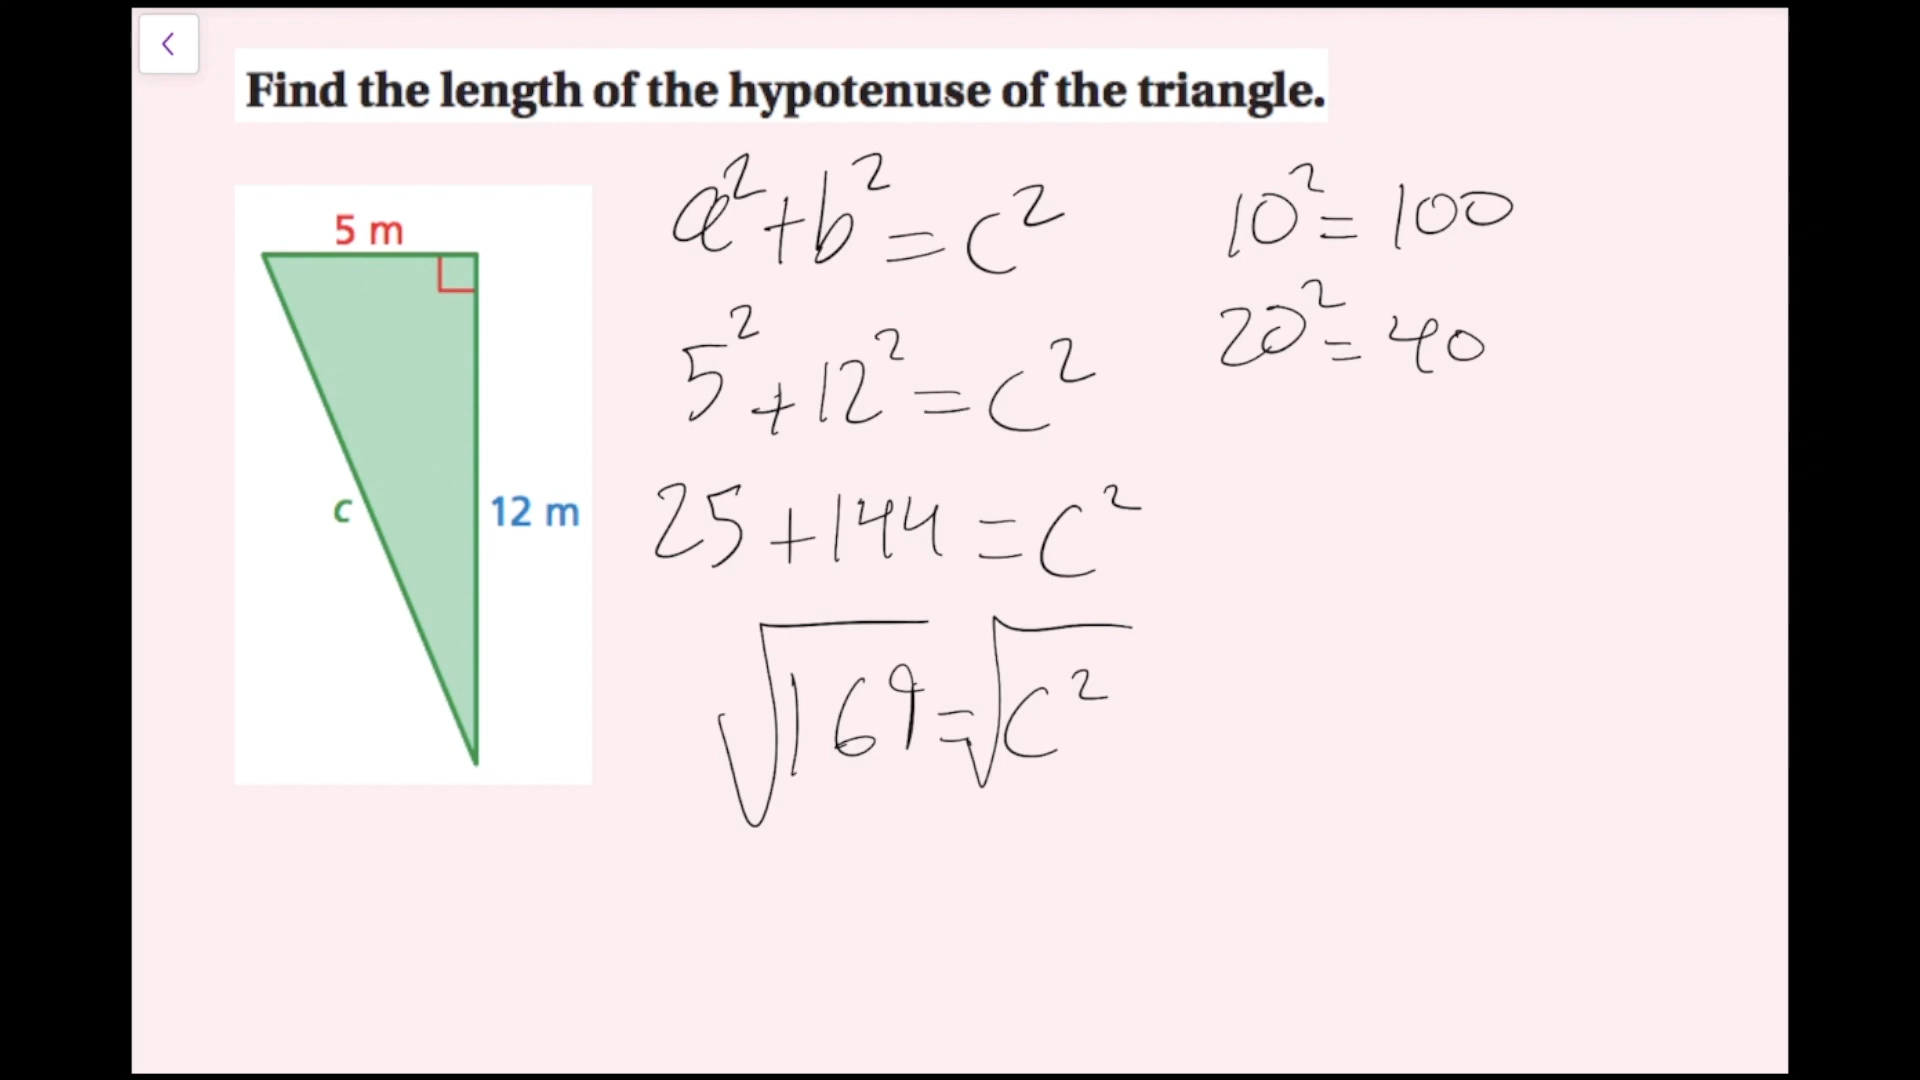 Find the length of the hypotenuse of the triangle.
5 m
c
12 m
a² + b² = c²
5² + 12² = c²
25 + 144 = c²
√169 = √c²
10² = 100
20² = 40